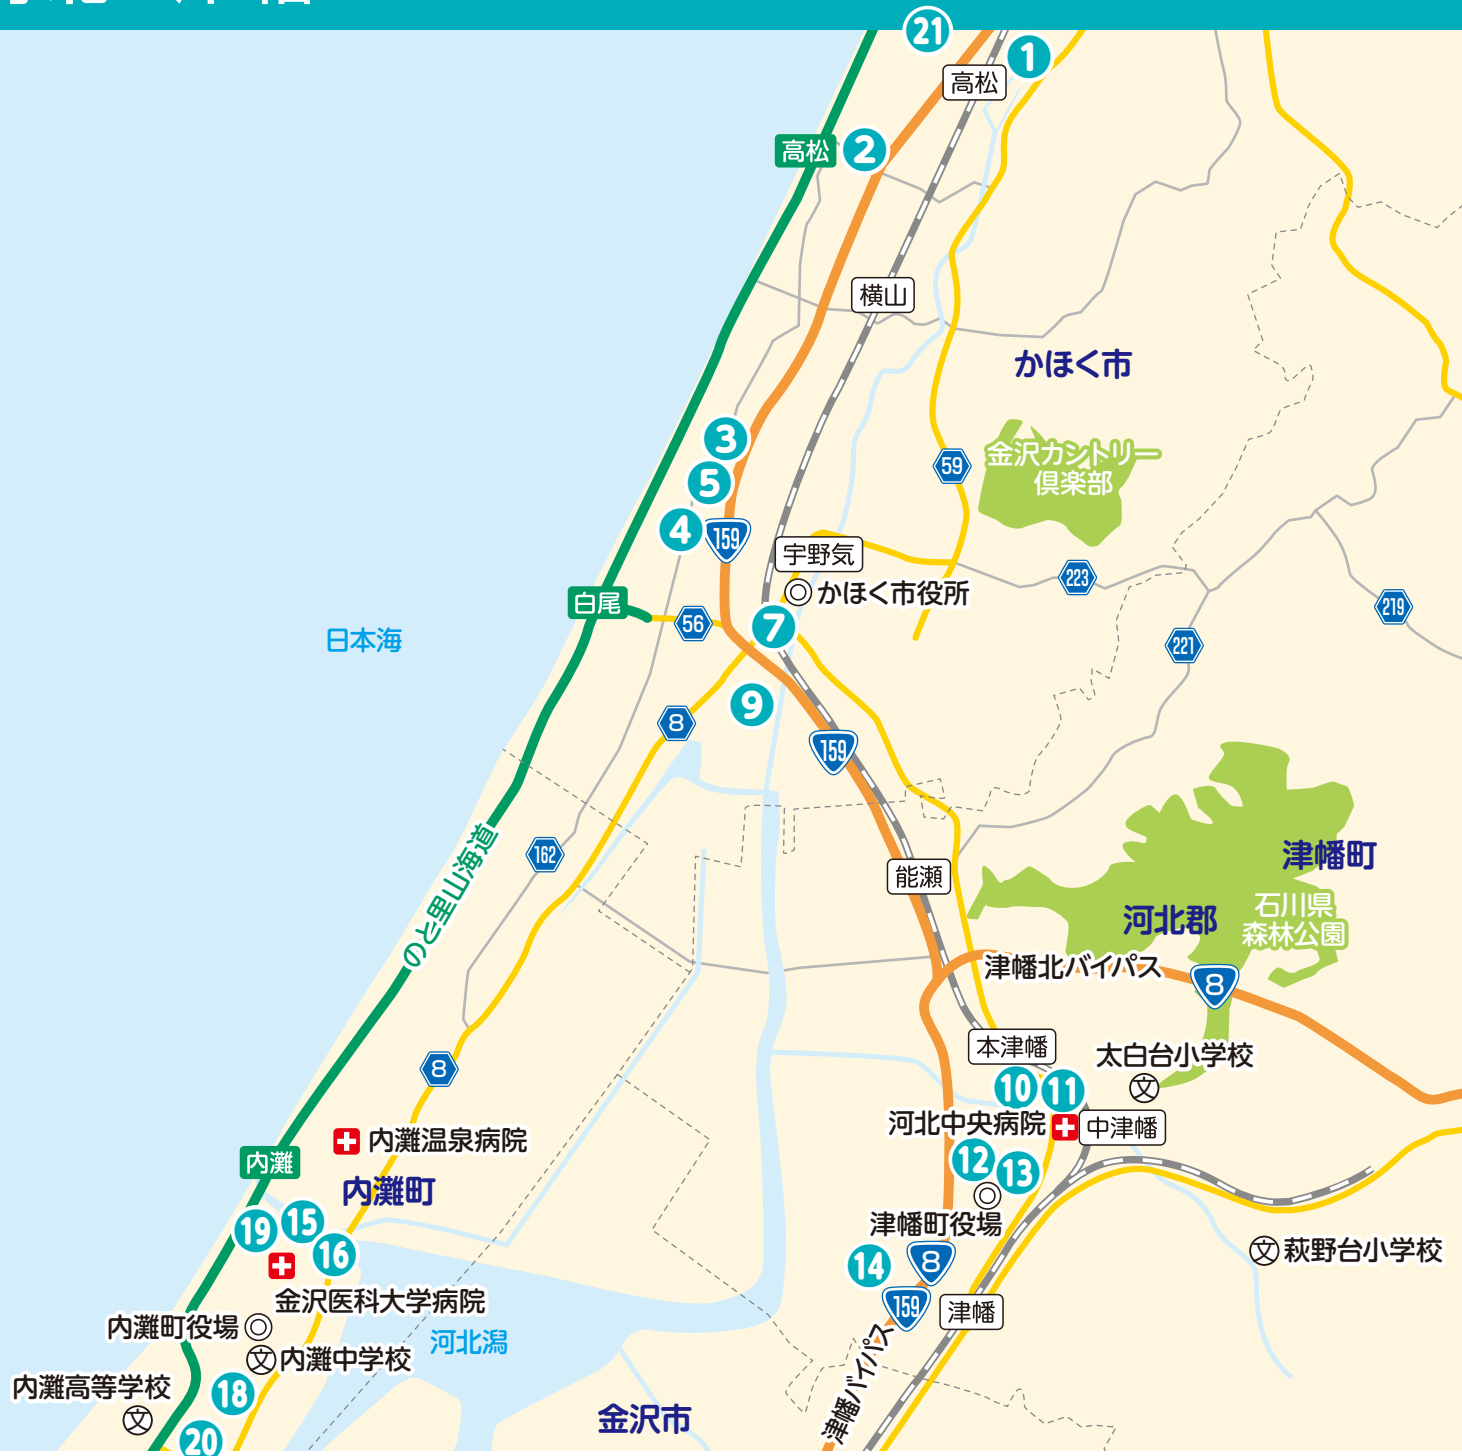 21
1
高松
高松
2
横山
かほく市
3
金沢カントリー
倶楽部
59
5
4
159
宇野気
223
かほく市役所
白尾
56
7
219
日本海
221
9
8
159
162
津幡町
能瀬
石川県
森林公園
河北郡
のと里山海道
津幡北バイパス
8
本津幡
太白台小学校
文
8
10
11
河北中央病院
中津幡
内灘温泉病院
内灘
12
13
内灘町
津幡町役場
19
15
16
14
8
文
萩野台小学校
金沢医科大学病院
159
津幡
内灘町役場
河北潟
文
内灘中学校
津幡バイパス
内灘高等学校
文
18
金沢市
20